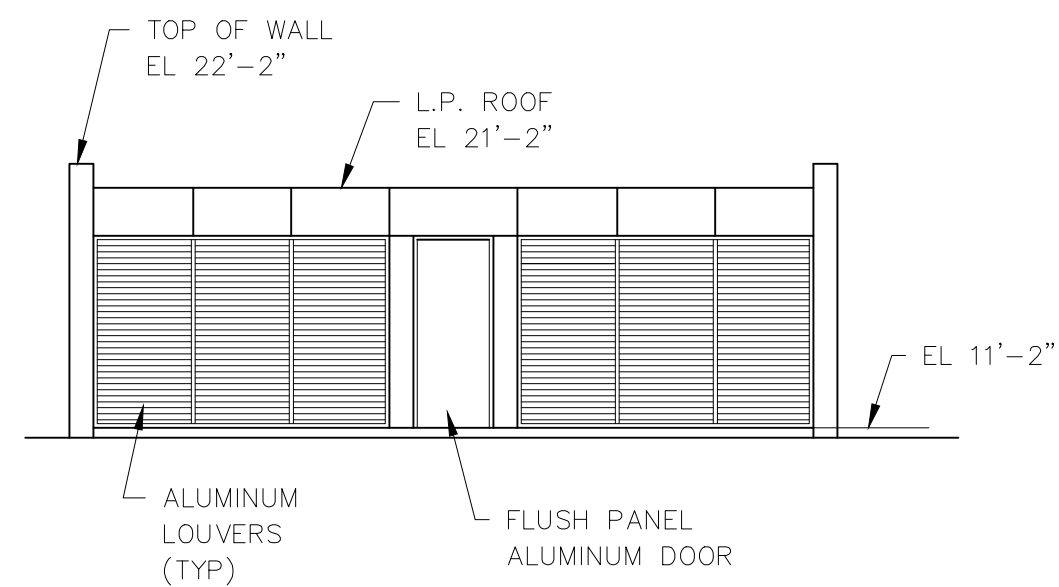 TOP OF WALL
EL 22'-2"
L.P. ROOF
EL 21'-2"
EL 11'-2"
ALUMINUM
LOUVERS
(TYP)
FLUSH PANEL
ALUMINUM DOOR